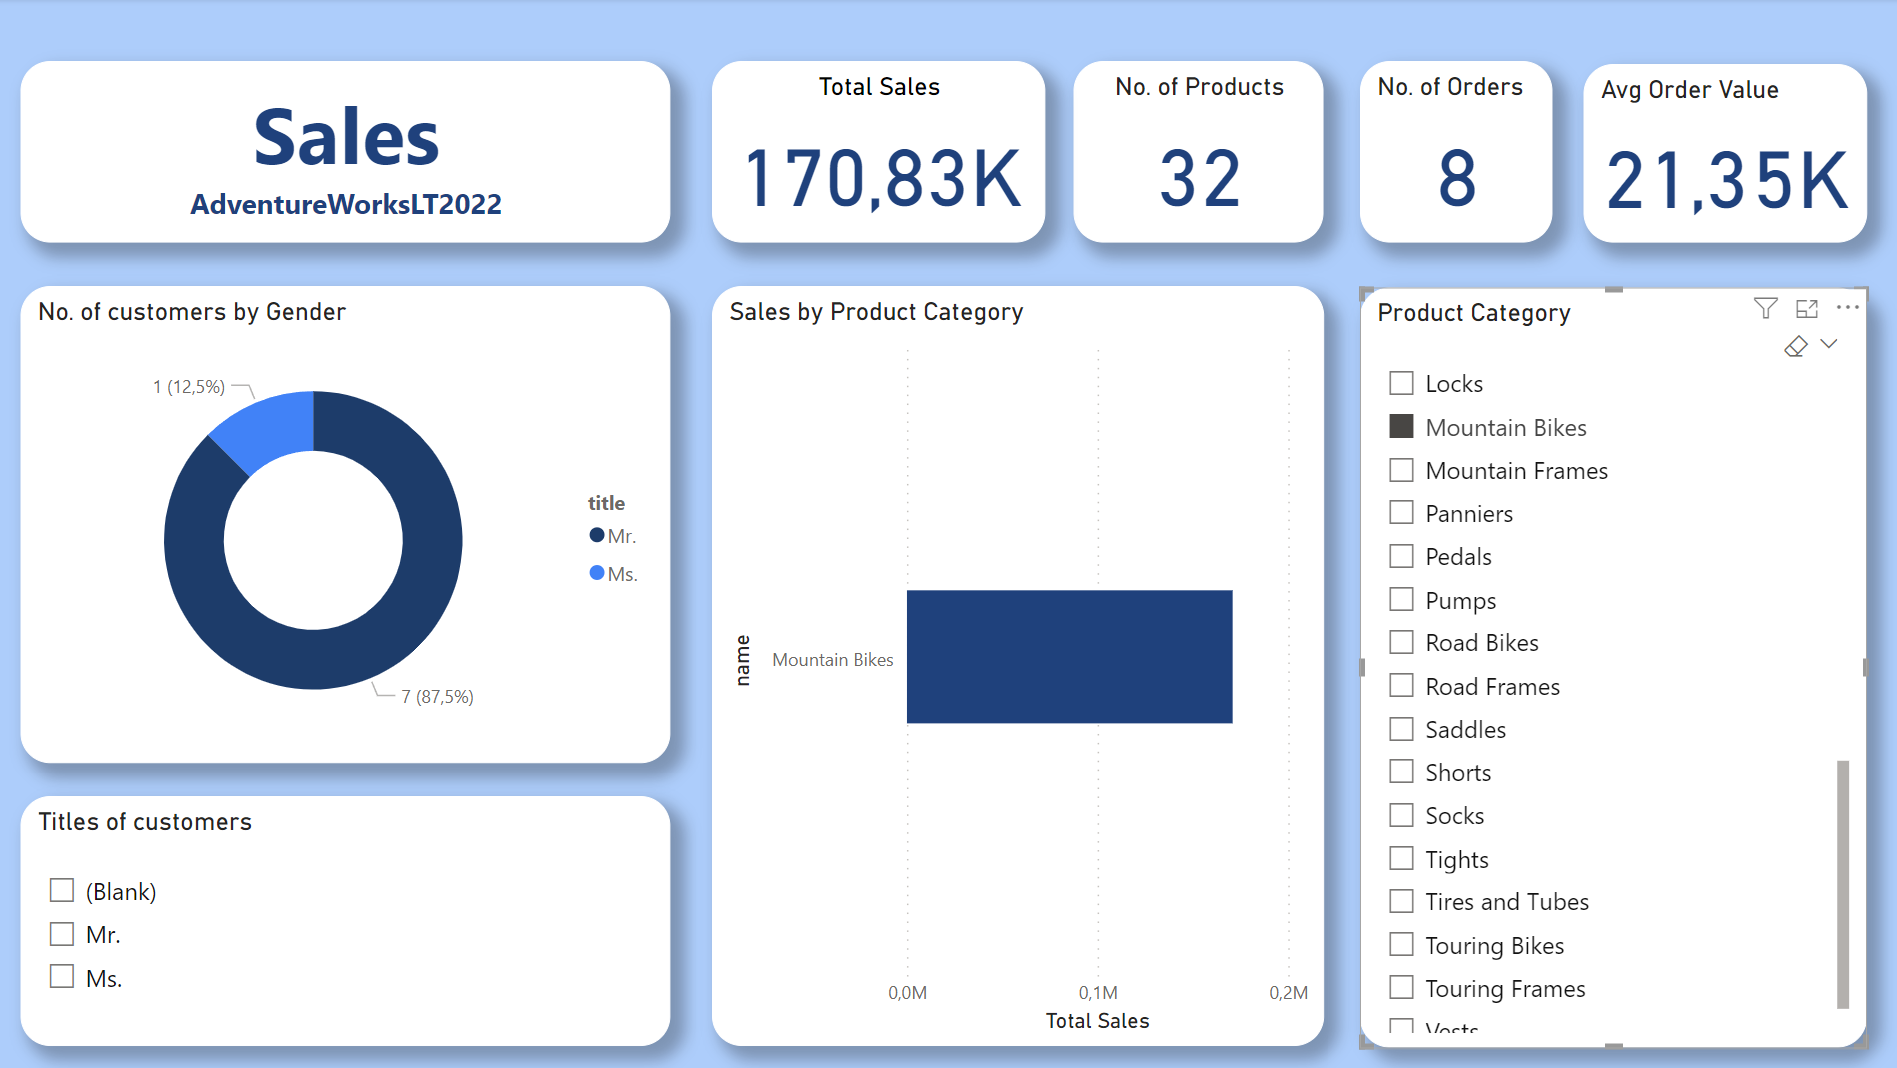 Sales
AdventureWorksLT2022
Total Sales
170,83K
No. of Products
32
No. of Orders
8
Avg Order Value
21,35K
No. of customers by Gender
1 (12,5%)
7 (87,5%)
title
Mr.
Ms.
Titles of customers
(Blank)
Mr.
Ms.
Sales by Product Category
name
Mountain Bikes
0,0M
0,1M
0,2M
Total Sales
Product Category
Locks
Mountain Bikes
Mountain Frames
Panniers
Pedals
Pumps
Road Bikes
Road Frames
Saddles
Shorts
Socks
Tights
Tires and Tubes
Touring Bikes
Touring Frames
Vests